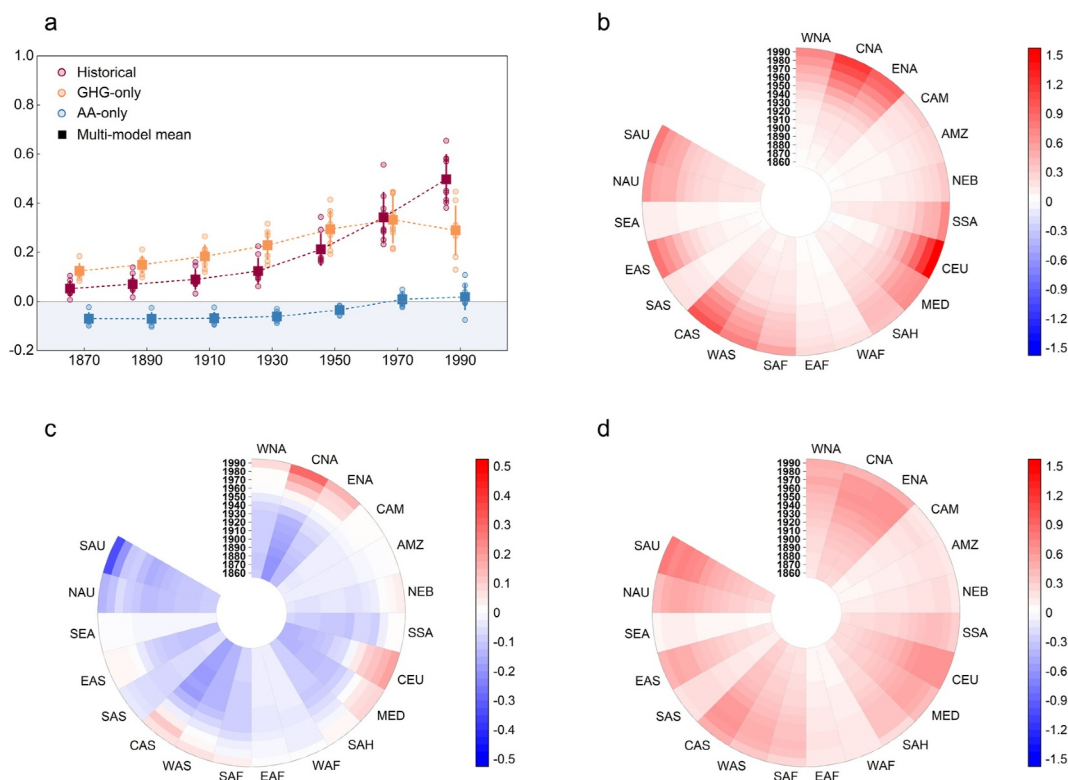 a
1.0
0.8
0.6
0.4
0.2
0.0
-0.2
Historical
GHG-only
AA-only
Multi-model mean
1870 1890 1910 1930 1950 1970 1990
b
WNA
CNA
ENA
CAM
AMZ
NEB
SSA
CEU
MED
SAH
WAF
EAF
SAF
WAS
CAS
SAS
EAS
SEA
NAU
SAU
1990
1980
1970
1960
1950
1940
1930
1920
1910
1900
1890
1880
1870
1860
1.5
1.2
0.9
0.6
0.3
0
-0.3
-0.6
-0.9
-1.2
-1.5
c
WNA
CNA
ENA
CAM
AMZ
NEB
SSA
CEU
MED
SAH
WAF
EAF
SAF
WAS
CAS
SAS
EAS
SEA
NAU
SAU
1990
1980
1970
1960
1950
1940
1930
1920
1910
1900
1890
1880
1870
1860
0.5
0.4
0.3
0.2
0.1
0
-0.1
-0.2
-0.3
-0.4
-0.5
d
WNA
CNA
ENA
CAM
AMZ
NEB
SSA
CEU
MED
SAH
WAF
EAF
SAF
WAS
CAS
SAS
EAS
SEA
NAU
SAU
1990
1980
1970
1960
1950
1940
1930
1920
1910
1900
1890
1880
1870
1860
1.5
1.2
0.9
0.6
0.3
0
-0.3
-0.6
-0.9
-1.2
-1.5